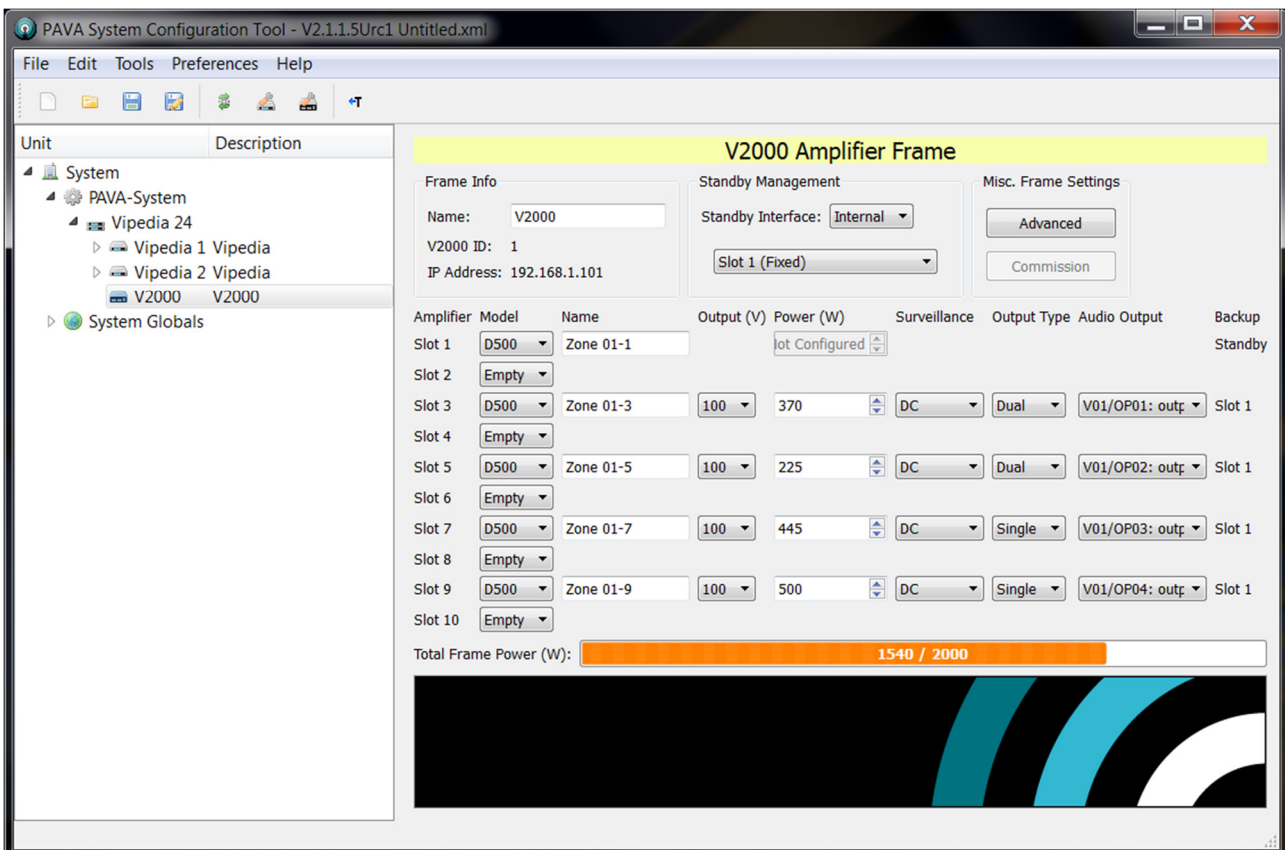 PAVA System Configuration Tool - V2.1.1.5Urc1 Untitled.xml
File Edit Tools Preferences Help
T
Unit Description
System
PAVA-System
Vipedia 24
Vipedia 1 Vipedia
Vipedia 2 Vipedia
V2000 V2000
System Globals
V2000 Amplifier Frame
Frame Info
Name: V2000
V2000 ID: 1
IP Address: 192.168.1.101
Standby Management
Standby Interface: Internal
Slot 1 (Fixed)
Misc. Frame Settings
Advanced
Commission
Amplifier Model Name Output (V) Power (W) Surveillance Output Type Audio Output Backup
Slot 1 D500 Zone 01-1 lot Configured Standby
Slot 2 Empty
Slot 3 D500 Zone 01-3 100 370 DC Dual V01/OP01: outp Slot 1
Slot 4 Empty
Slot 5 D500 Zone 01-5 100 225 DC Dual V01/OP02: outp Slot 1
Slot 6 Empty
Slot 7 D500 Zone 01-7 100 445 DC Single V01/OP03: outp Slot 1
Slot 8 Empty
Slot 9 D500 Zone 01-9 100 500 DC Single V01/OP04: outp Slot 1
Slot 10 Empty
Total Frame Power (W): 1540 / 2000